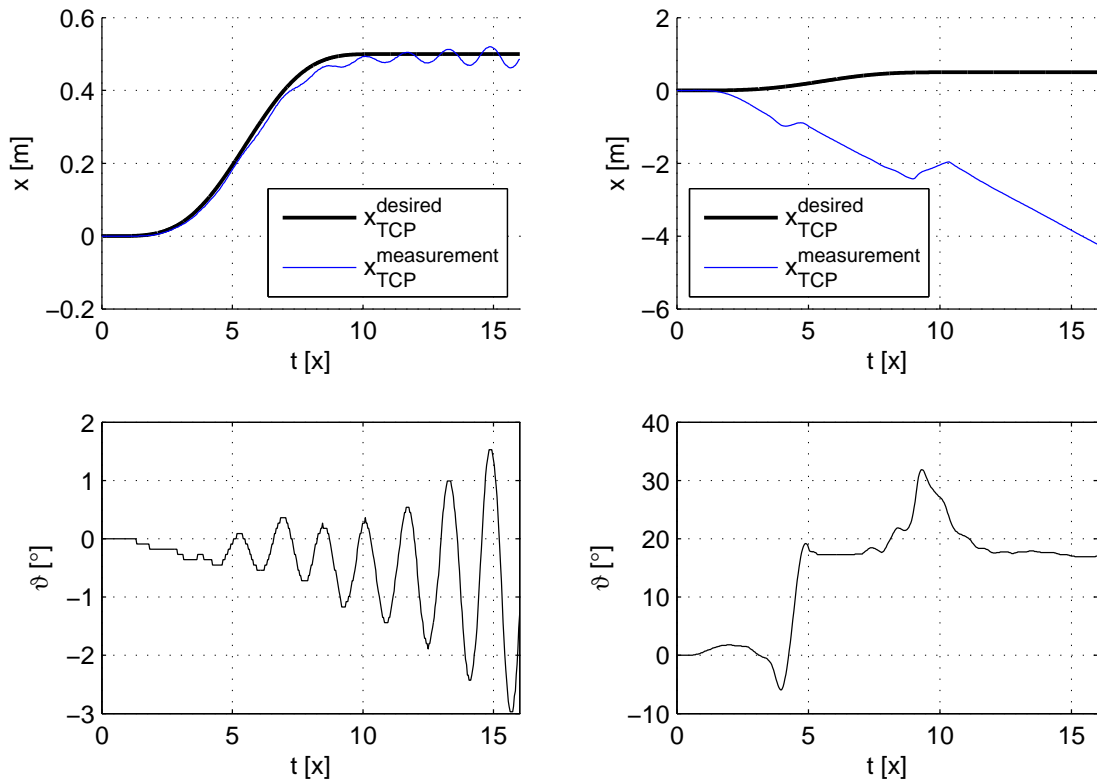 0.6
0.4
0.2
0
−0.2
x [m]
0 5 10 15
t [x]
x_TCP^desired
x_TCP^measurement
2
0
−2
−4
−6
x [m]
0 5 10 15
t [x]
x_TCP^desired
x_TCP^measurement
2
1
0
−1
−2
−3
ϑ [°]
0 5 10 15
t [x]
40
30
20
10
0
−10
ϑ [°]
0 5 10 15
t [x]